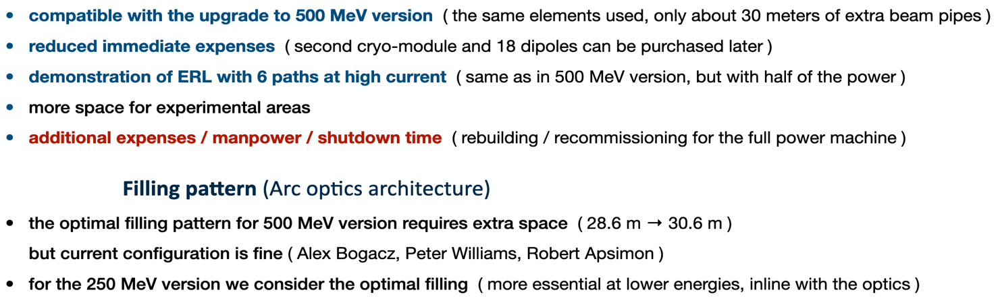 • compatible with the upgrade to 500 MeV version ( the same elements used, only about 30 meters of extra beam pipes )
• reduced immediate expenses ( second cryo-module and 18 dipoles can be purchased later )
• demonstration of ERL with 6 paths at high current ( same as in 500 MeV version, but with half of the power )
• more space for experimental areas
• additional expenses / manpower / shutdown time ( rebuilding / recommissioning for the full power machine )
Filling pattern (Arc optics architecture)
• the optimal filling pattern for 500 MeV version requires extra space ( 28.6 m → 30.6 m )
but current configuration is fine ( Alex Bogacz, Peter Williams, Robert Apsimon )
• for the 250 MeV version we consider the optimal filling ( more essential at lower energies, inline with the optics )